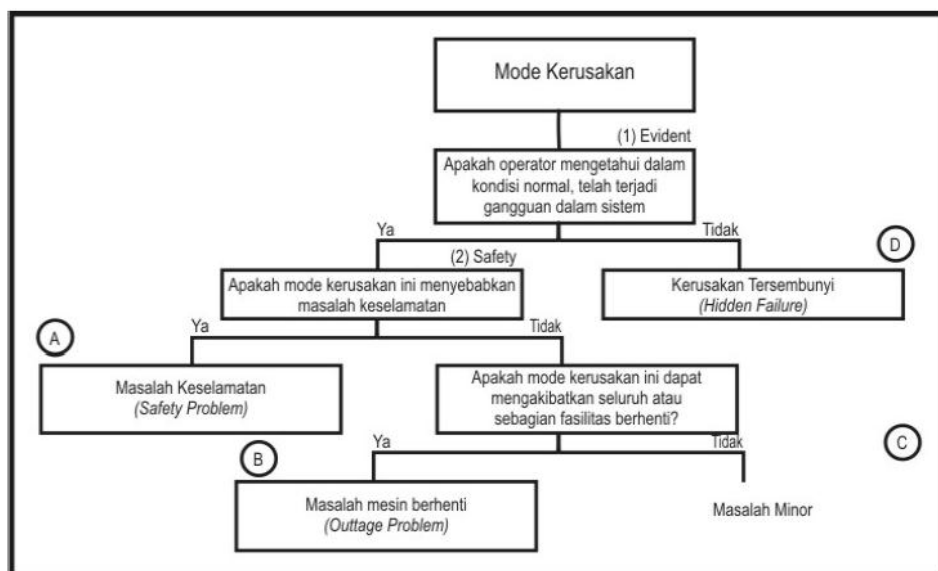 Mode Kerusakan
(1) Evident
Apakah operator mengetahui dalam
kondisi normal, telah terjadi
gangguan dalam sistem
Ya
Tidak
D
(2) Safety
Apakah mode kerusakan ini menyebabkan
masalah keselamatan
Kerusakan Tersembunyi
(Hidden Failure)
A
Ya
Tidak
Masalah Keselamatan
(Safety Problem)
Apakah mode kerusakan ini dapat
mengakibatkan seluruh atau
sebagian fasilitas berhenti?
B
Ya
Tidak
C
Masalah mesin berhenti
(Outtage Problem)
Masalah Minor